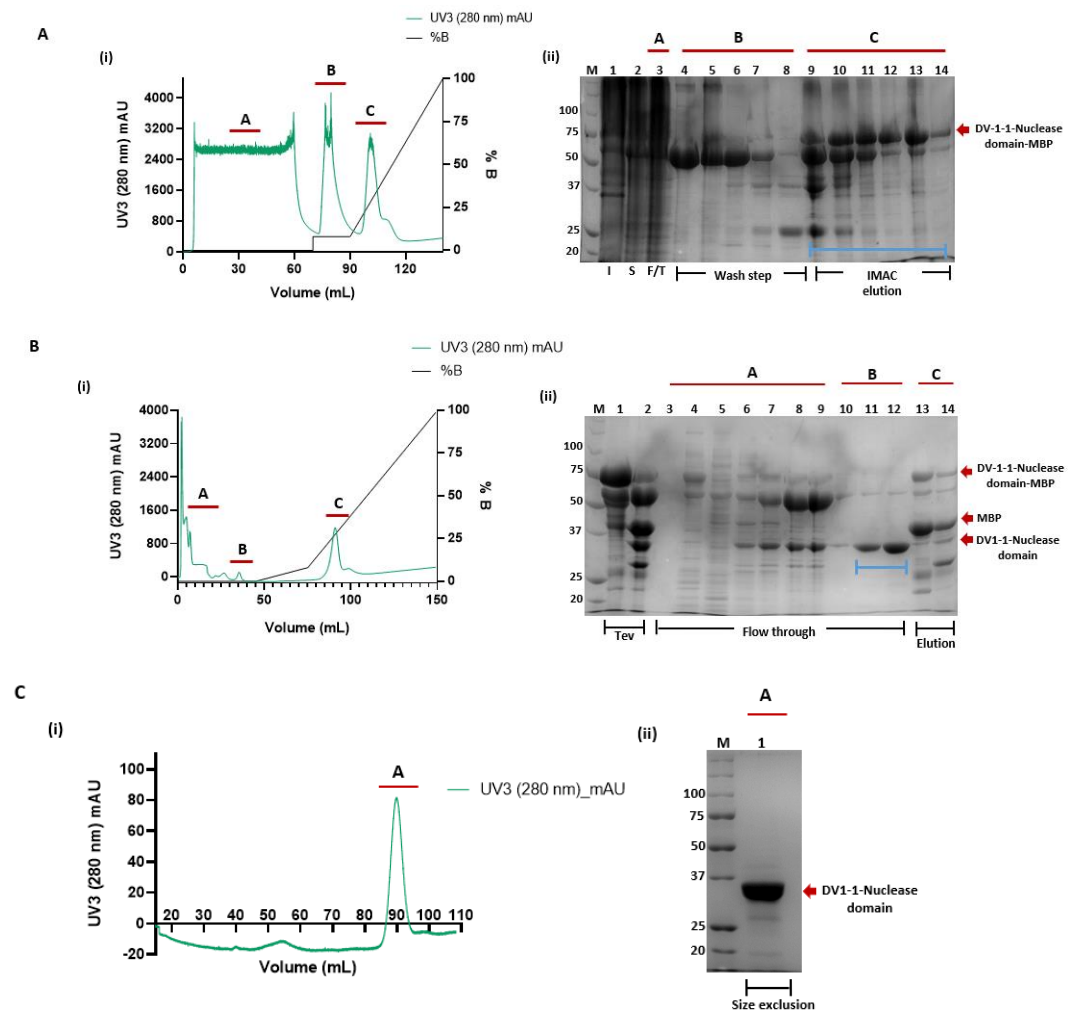 A
(i)
UV3 (280 nm) mAU
%B
A
B
C
4000
3200
2400
1600
800
0
UV3 (280 nm) mAU
100
75
50
25
0
% B
0 30 60 90 120
Volume (mL)
(ii)
A B C
M 1 2 3 4 5 6 7 8 9 10 11 12 13 14
100
75
50
37
25
20
DV-1-1-Nuclease
domain-MBP
I S F/T Wash step IMAC
elution
B
(i)
UV3 (280 nm) mAU
%B
A
B
C
4000
3200
2400
1600
800
0
UV3 (280 nm) mAU
100
75
50
25
0
% B
0 50 100 150
Volume (mL)
(ii)
A B C
M 1 2 3 4 5 6 7 8 9 10 11 12 13 14
100
75
50
37
25
20
DV-1-1-Nuclease
domain-MBP
MBP
DV1-1-Nuclease
domain
Tev Flow through Elution
C
(i)
A
UV3 (280 nm)_mAU
100
80
60
40
20
0
-20
UV3 (280 nm) mAU
20 30 40 50 60 70 80 90 100 110
Volume (mL)
(ii)
A
M 1
100
75
50
37
25
20
DV1-1-Nuclease
domain
Size exclusion